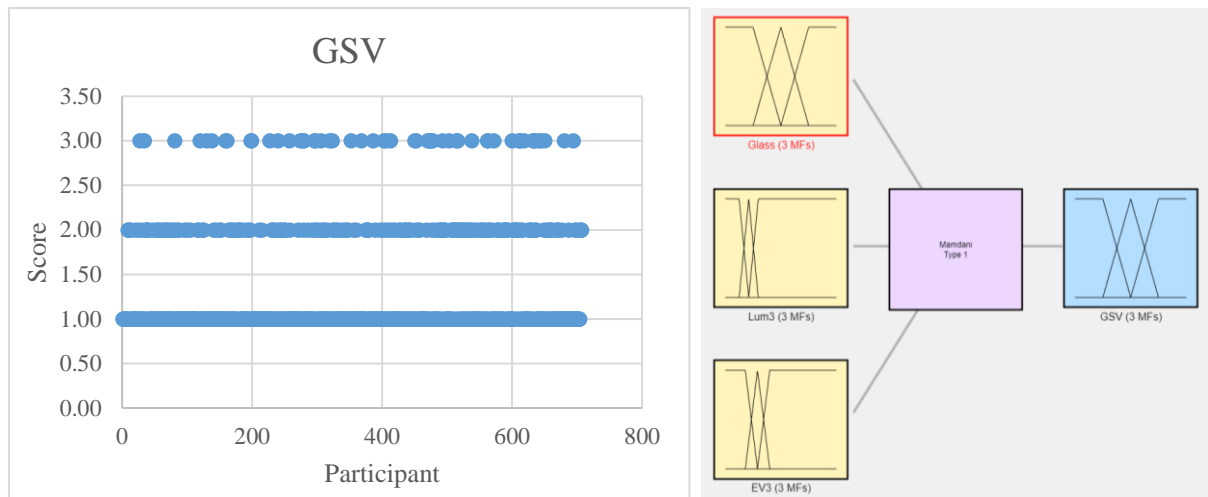 GSV
3.50
3.00
2.50
2.00
1.50
1.00
0.50
0.00
Score
0
200
400
600
800
Participant
Glass (3 MFs)
Lum3 (3 MFs)
EV3 (3 MFs)
Mamdani
Type 1
GSV (3 MFs)